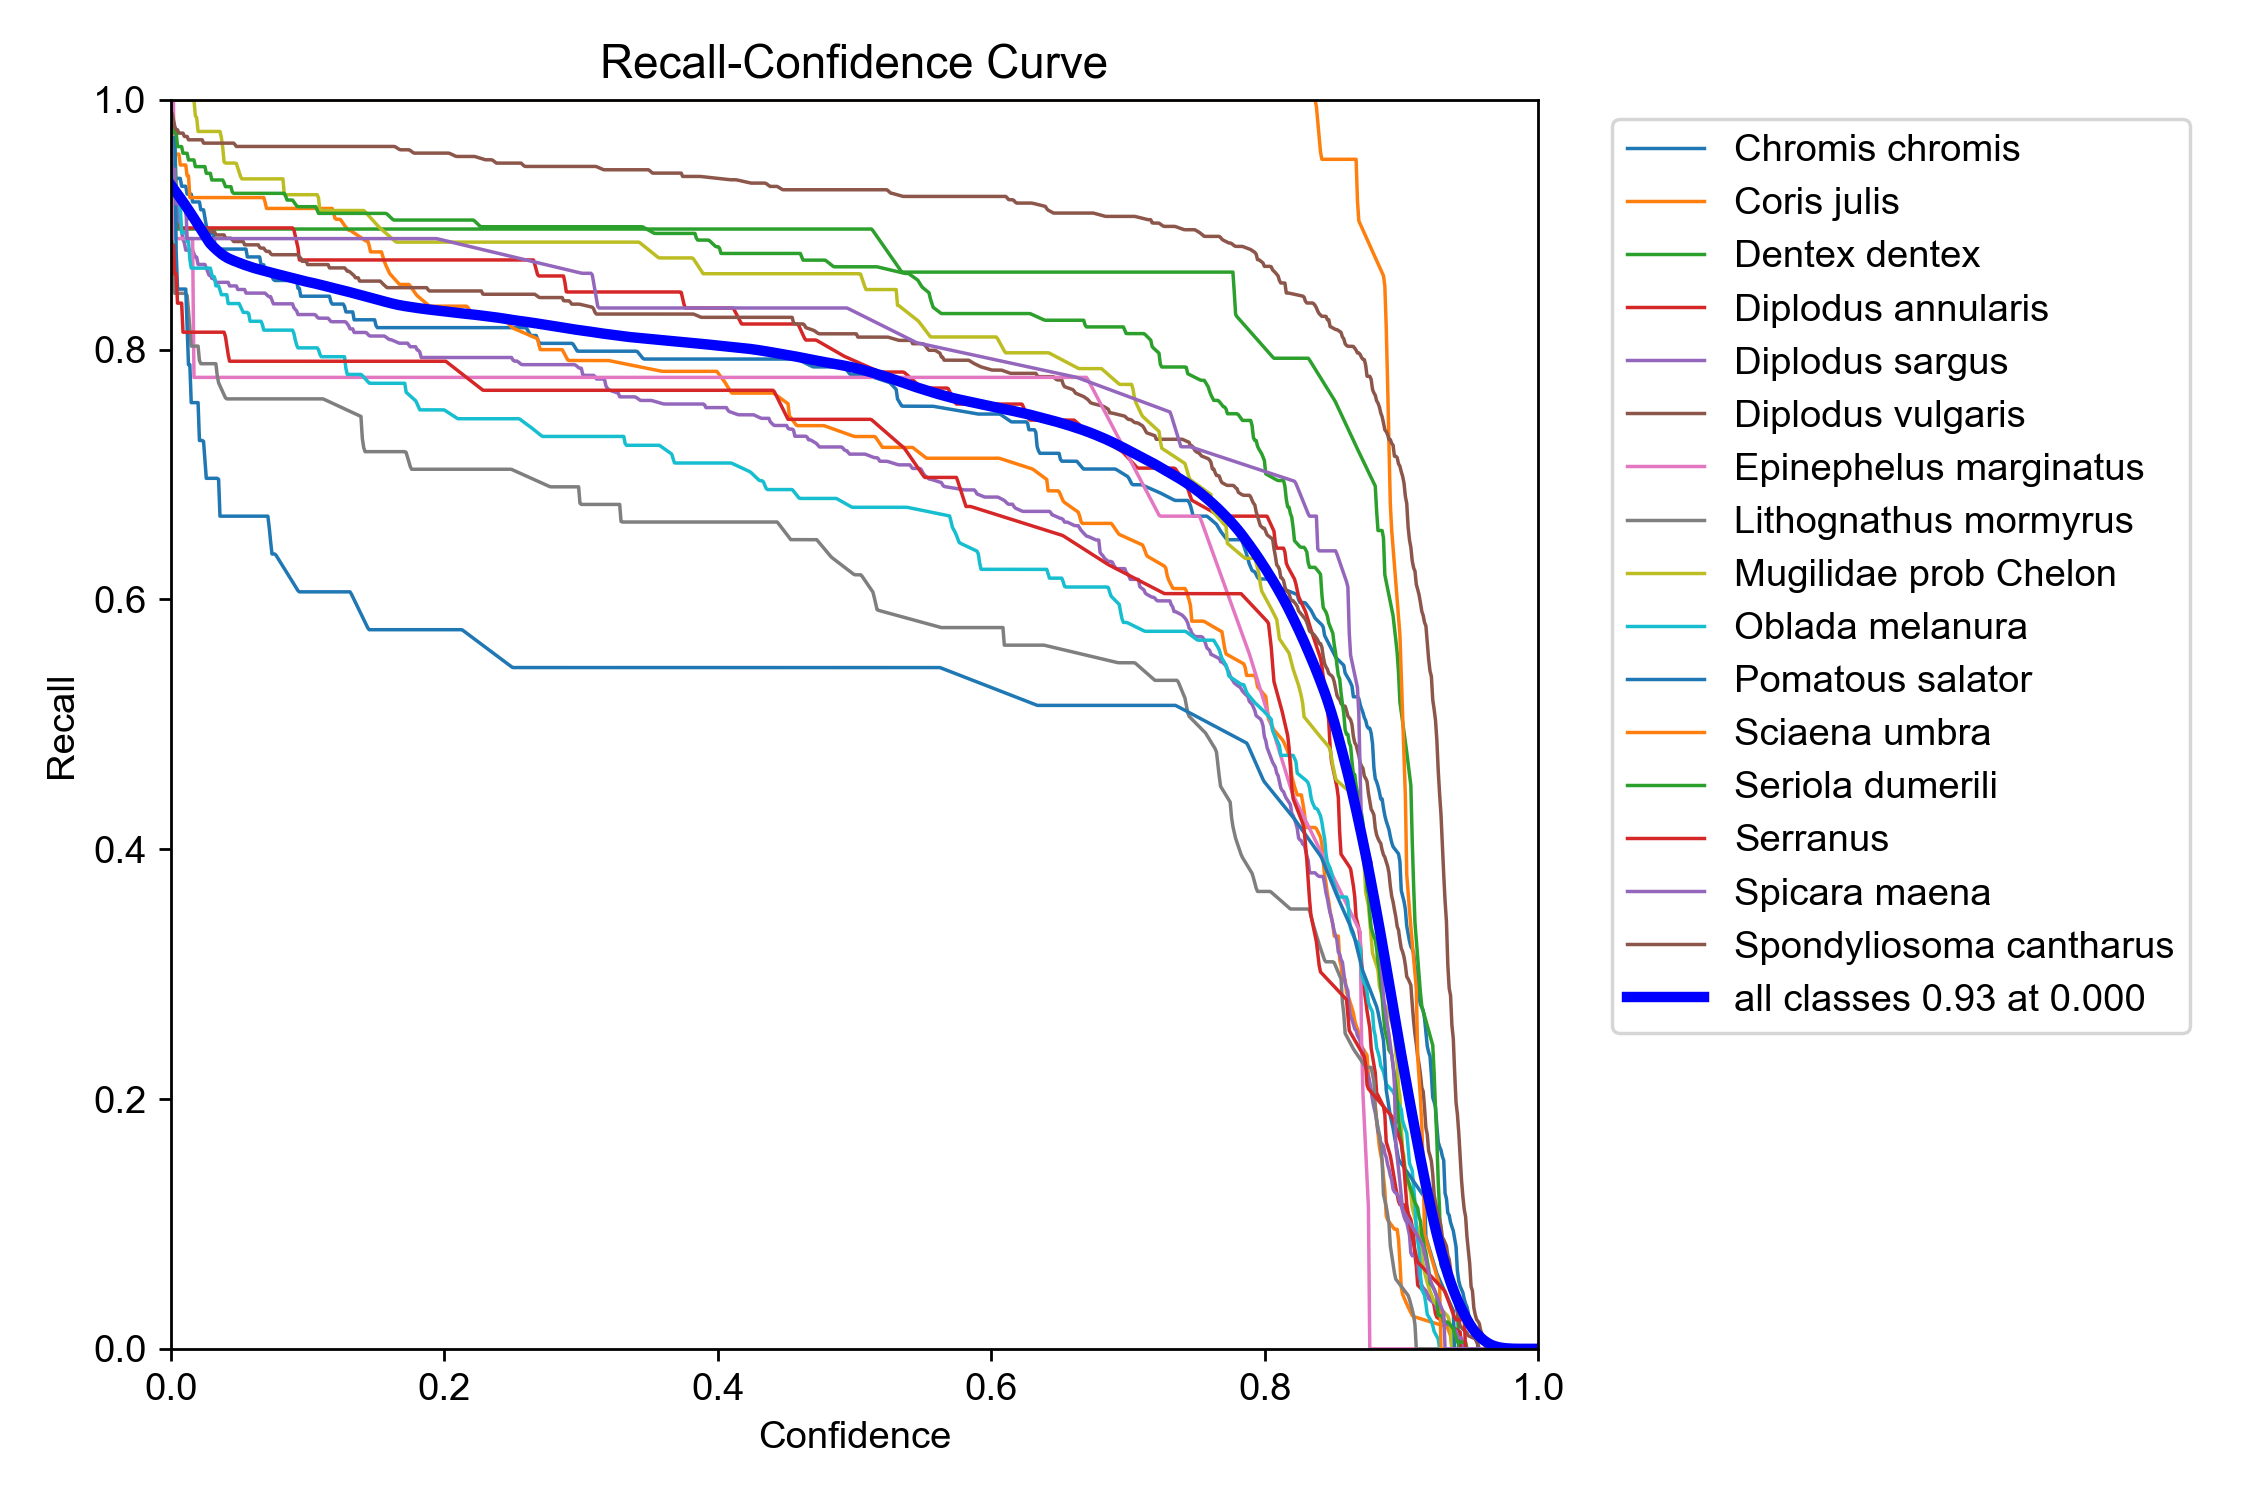 Recall-Confidence Curve
1.0
0.8
0.6
0.4
0.2
0.0
Recall
0.0 0.2 0.4 0.6 0.8 1.0
Confidence
Chromis chromis
Coris julis
Dentex dentex
Diplodus annularis
Diplodus sargus
Diplodus vulgaris
Epinephelus marginatus
Lithognathus mormyrus
Mugilidae prob Chelon
Oblada melanura
Pomatous salator
Sciaena umbra
Seriola dumerili
Serranus
Spicara maena
Spondyliosoma cantharus
all classes 0.93 at 0.000